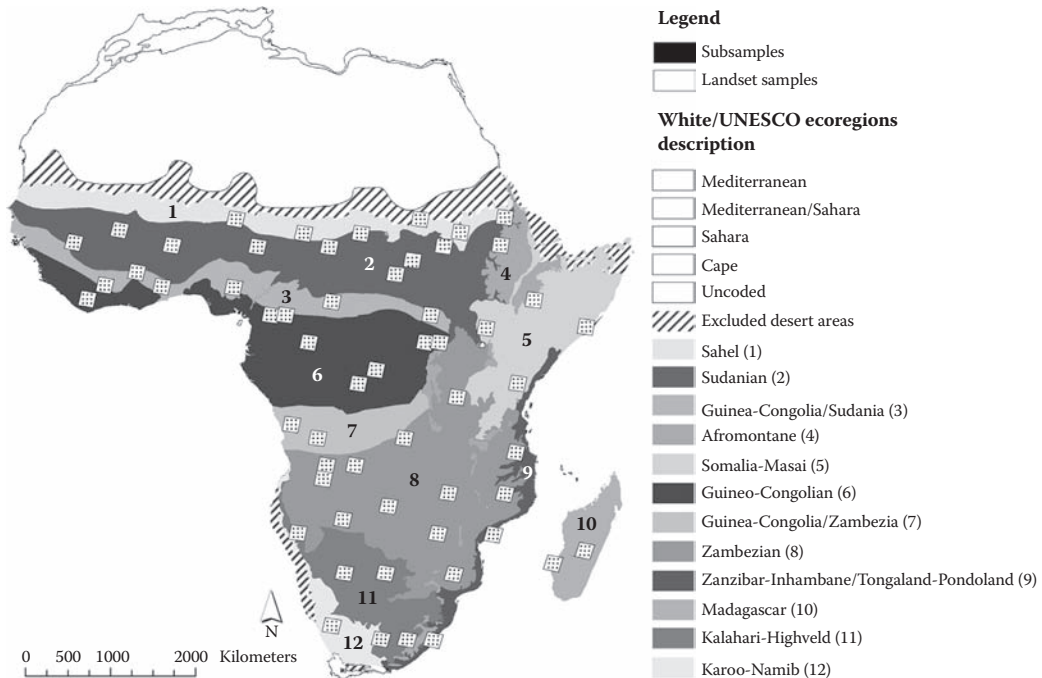 Legend
Subsamples
Landset samples
White/UNESCO ecoregions
description
Mediterranean
Mediterranean/Sahara
Sahara
Cape
Uncoded
Excluded desert areas
Sahel (1)
Sudanian (2)
Guinea-Congolia/Sudania (3)
Afromontane (4)
Somalia-Masai (5)
Guineo-Congolian (6)
Guinea-Congolia/Zambezia (7)
Zambezian (8)
Zanzibar-Inhambane/Tongaland-Pondoland (9)
Madagascar (10)
Kalahari-Highveld (11)
Karoo-Namib (12)
1
2
3
4
5
6
7
8
9
10
11
12
N
0 500 1000 2000 Kilometers